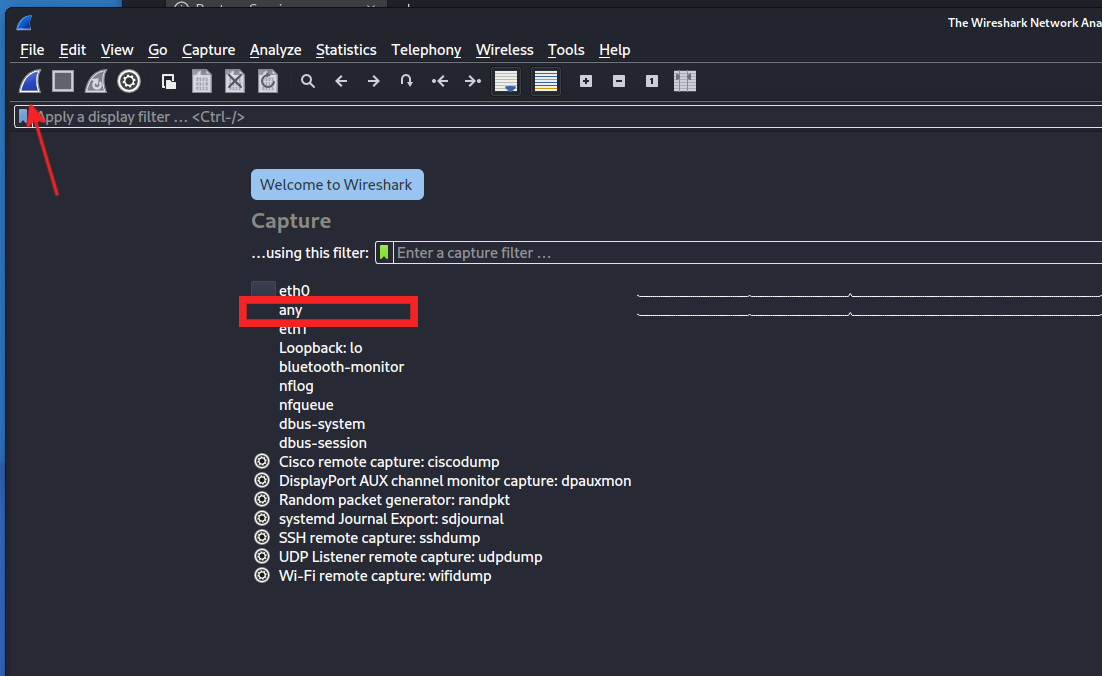 The Wireshark Network Ana
File Edit View Go Capture Analyze Statistics Telephony Wireless Tools Help
Apply a display filter … <Ctrl-/>
Welcome to Wireshark
Capture
…using this filter: Enter a capture filter …
eth0
any
eth1
Loopback: lo
bluetooth-monitor
nflog
nfqueue
dbus-system
dbus-session
Cisco remote capture: ciscodump
DisplayPort AUX channel monitor capture: dpauxmon
Random packet generator: randpkt
systemd Journal Export: sdjournal
SSH remote capture: sshdump
UDP Listener remote capture: udpdump
Wi-Fi remote capture: wifidump